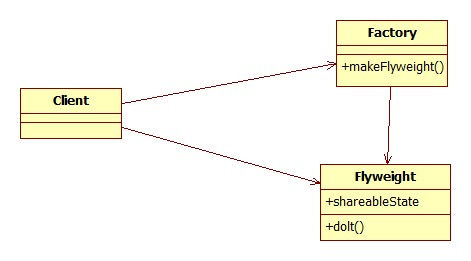 Factory
+makeFlyweight()
Client
Flyweight
+shareableState
+doIt()